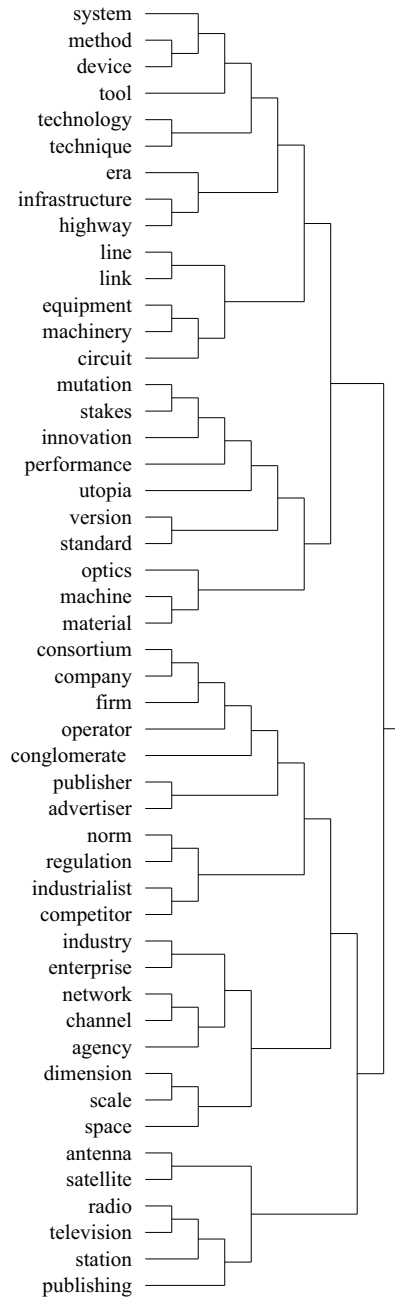 system
method
device
tool
technology
technique
era
infrastructure
highway
line
link
equipment
machinery
circuit
mutation
stakes
innovation
performance
utopia
version
standard
optics
machine
material
consortium
company
firm
operator
conglomerate
publisher
advertiser
norm
regulation
industrialist
competitor
industry
enterprise
network
channel
agency
dimension
scale
space
antenna
satellite
radio
television
station
publishing